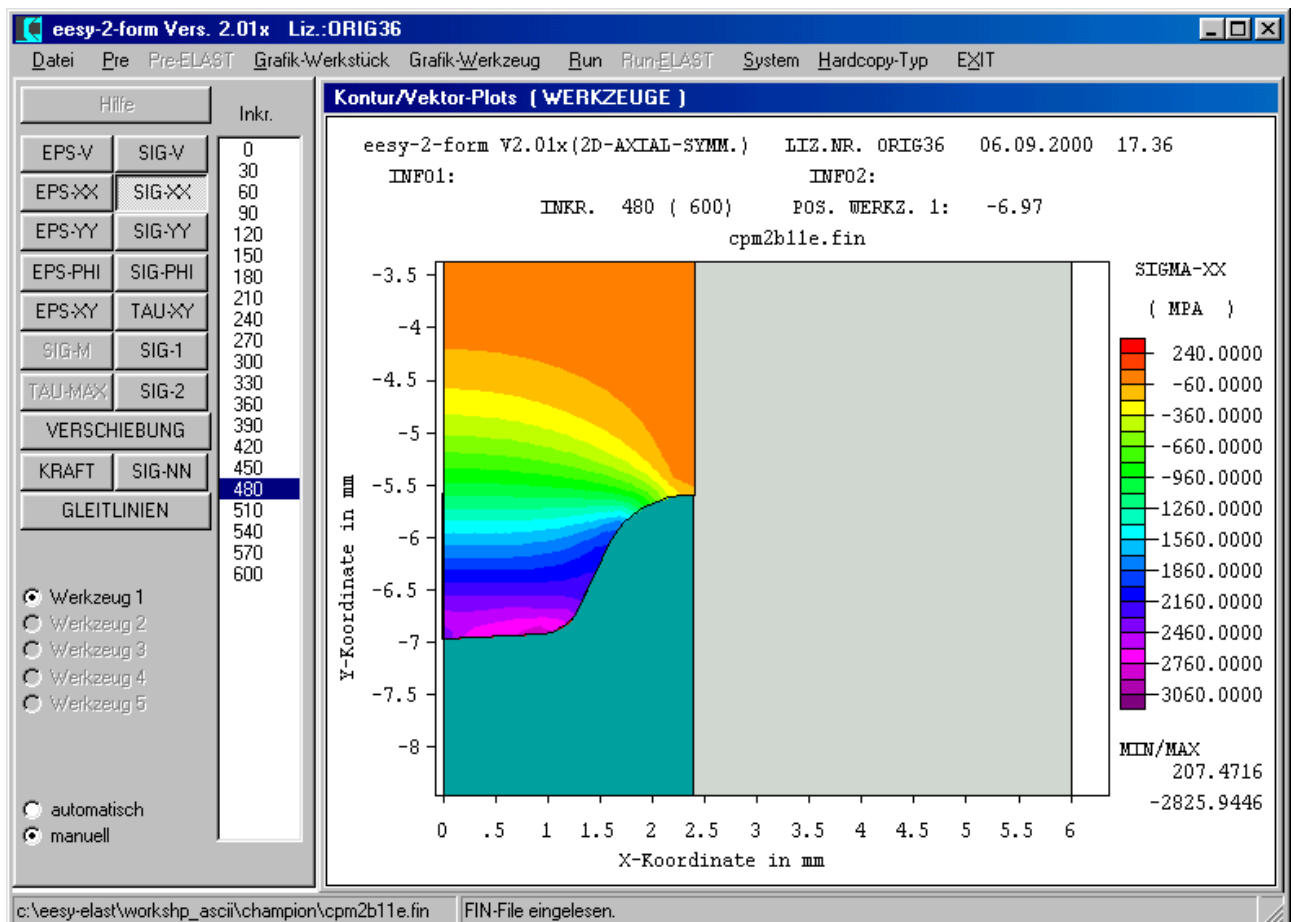 eesy-2-form Vers. 2.01x Liz.:ORIG36
Datei Pre Pre-ELAST Grafik-Werkstück Grafik-Werkzeug Run Run-ELAST System Hardcopy-Typ EXIT
Hilfe
Inkr.
EPS-V SIG-V
EPS-XX SIG-XX
EPS-YY SIG-YY
EPS-PHI SIG-PHI
EPS-XY TAU-XY
SIG-M SIG-1
TAU-MAX SIG-2
VERSCHIEBUNG
KRAFT SIG-NN
GLEITLINIEN
0
30
60
90
120
150
180
210
240
270
300
330
360
390
420
450
480
510
540
570
600
Werkzeug 1
Werkzeug 2
Werkzeug 3
Werkzeug 4
Werkzeug 5
automatisch
manuell
Kontur/Vektor-Plots ( WERKZEUGE )
eesy-2-form V2.01x(2D-AXIAL-SYMM.) LIZ.NR. ORIG36 06.09.2000 17.36
INFO1: INFO2:
INKR. 480 ( 600) POS. WERKZ. 1: -6.97
cpm2b11e.fin
-3.5
-4
-4.5
-5
-5.5
-6
-6.5
-7
-7.5
-8
Y-Koordinate in mm
0 .5 1 1.5 2 2.5 3 3.5 4 4.5 5 5.5 6
X-Koordinate in mm
SIGMA-XX
( MPA )
240.0000
-60.0000
-360.0000
-660.0000
-960.0000
-1260.0000
-1560.0000
-1860.0000
-2160.0000
-2460.0000
-2760.0000
-3060.0000
MIN/MAX
207.4716
-2825.9446
c:\eesy-elast\workshp_ascii\champion\cpm2b11e.fin FIN-File eingelesen.